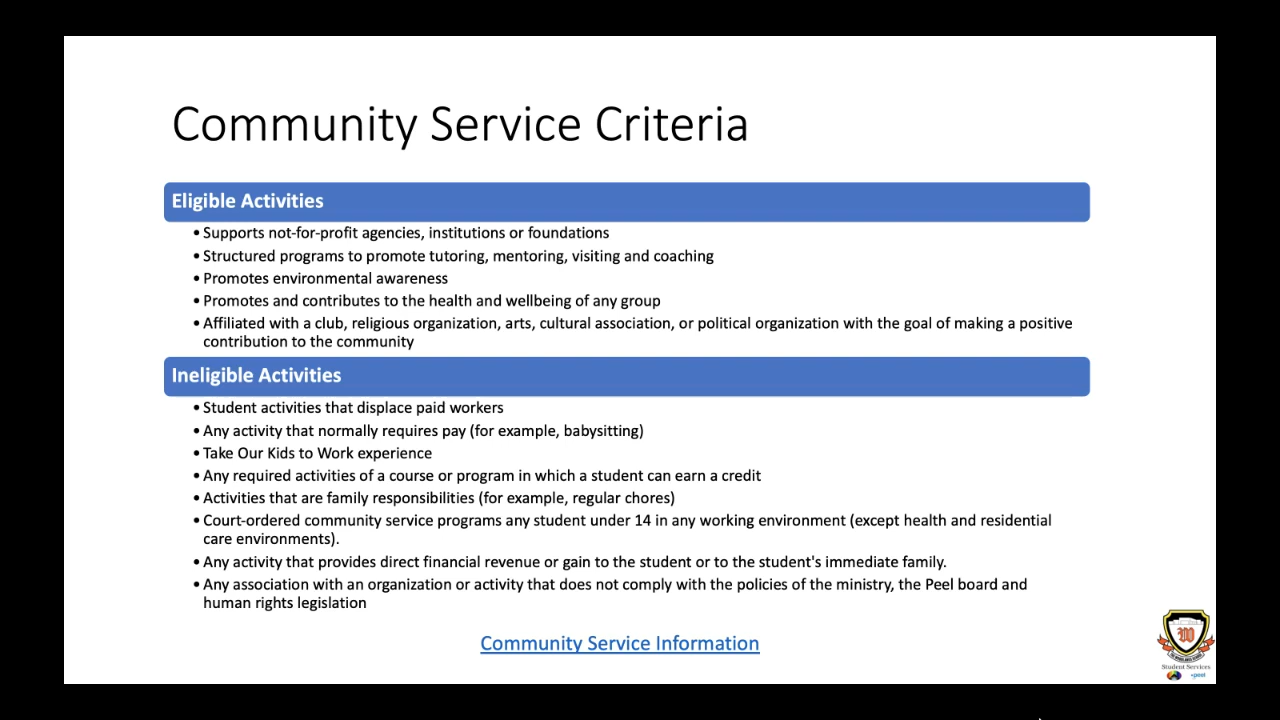 Community Service Criteria
Eligible Activities
• Supports not-for-profit agencies, institutions or foundations
• Structured programs to promote tutoring, mentoring, visiting and coaching
• Promotes environmental awareness
• Promotes and contributes to the health and wellbeing of any group
• Affiliated with a club, religious organization, arts, cultural association, or political organization with the goal of making a positive
contribution to the community
Ineligible Activities
• Student activities that displace paid workers
• Any activity that normally requires pay (for example, babysitting)
• Take Our Kids to Work experience
• Any required activities of a course or program in which a student can earn a credit
• Activities that are family responsibilities (for example, regular chores)
• Court-ordered community service programs any student under 14 in any working environment (except health and residential
care environments).
• Any activity that provides direct financial revenue or gain to the student or to the student's immediate family.
• Any association with an organization or activity that does not comply with the policies of the ministry, the Peel board and
human rights legislation
Community Service Information
W
Student Services
peel